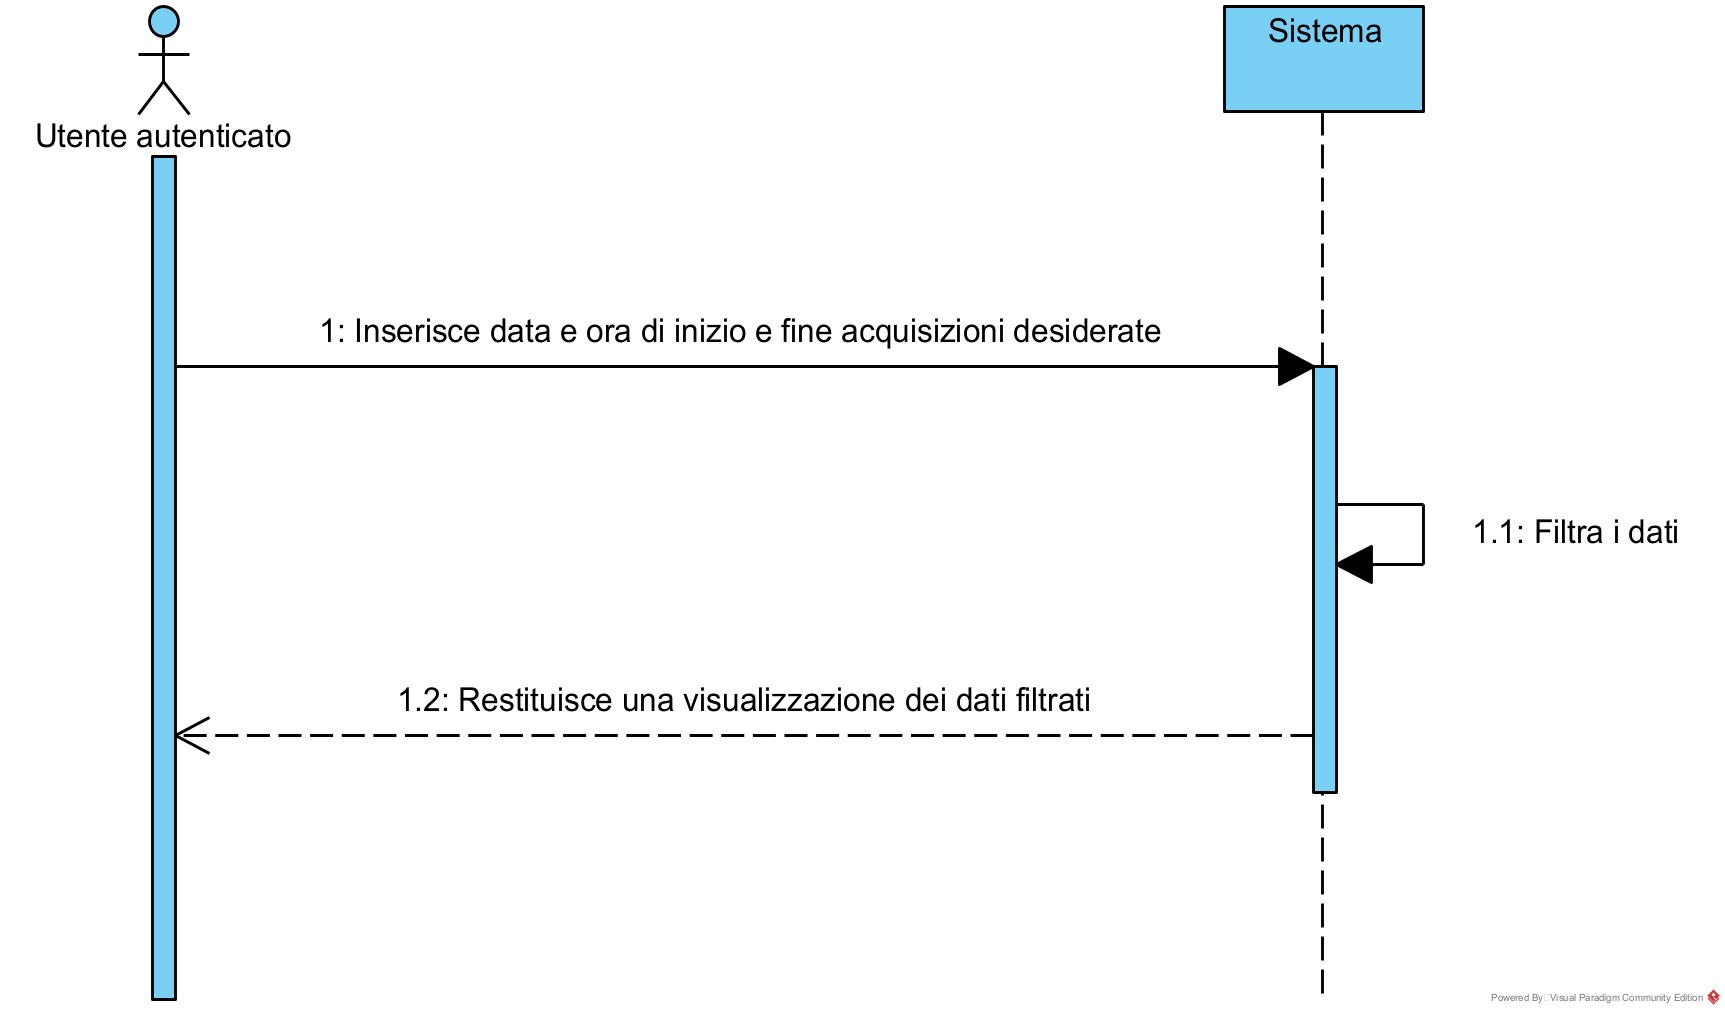 Sistema
Utente autenticato
1: Inserisce data e ora di inizio e fine acquisizioni desiderate
1.1: Filtra i dati
1.2: Restituisce una visualizzazione dei dati filtrati
Powered By Visual Paradigm Community Edition